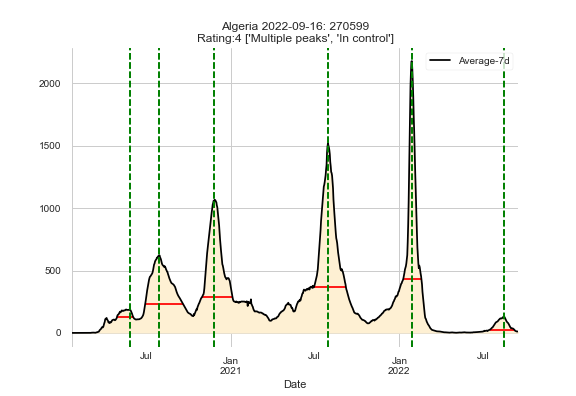 Algeria 2022-09-16: 270599
Rating:4 ['Multiple peaks', 'In control']
Average-7d
2000
1500
1000
500
0
Jul
Jan
2021
Jul
Jan
2022
Jul
Date